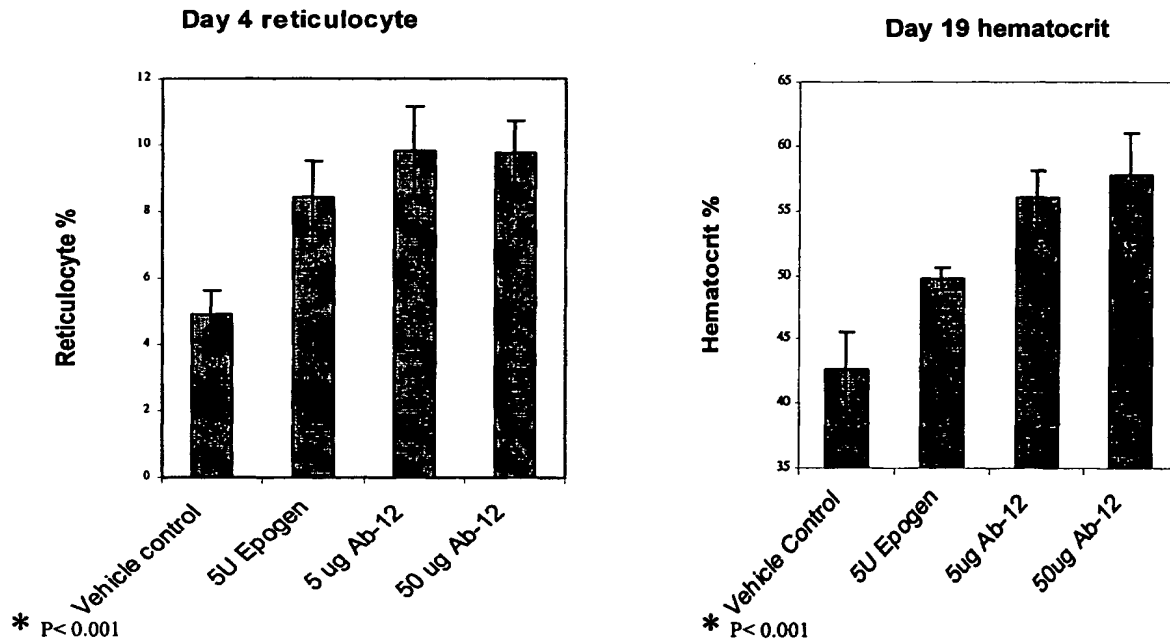 Day 4 reticulocyte
Reticulocyte %
12
10
8
6
4
2
0
Vehicle control
5U Epogen
5 ug Ab-12
50 ug Ab-12
* P< 0.001
Day 19 hematocrit
Hematocrit %
65
60
55
50
45
40
35
Vehicle Control
5U Epogen
5ug Ab-12
50ug Ab-12
* P< 0.001